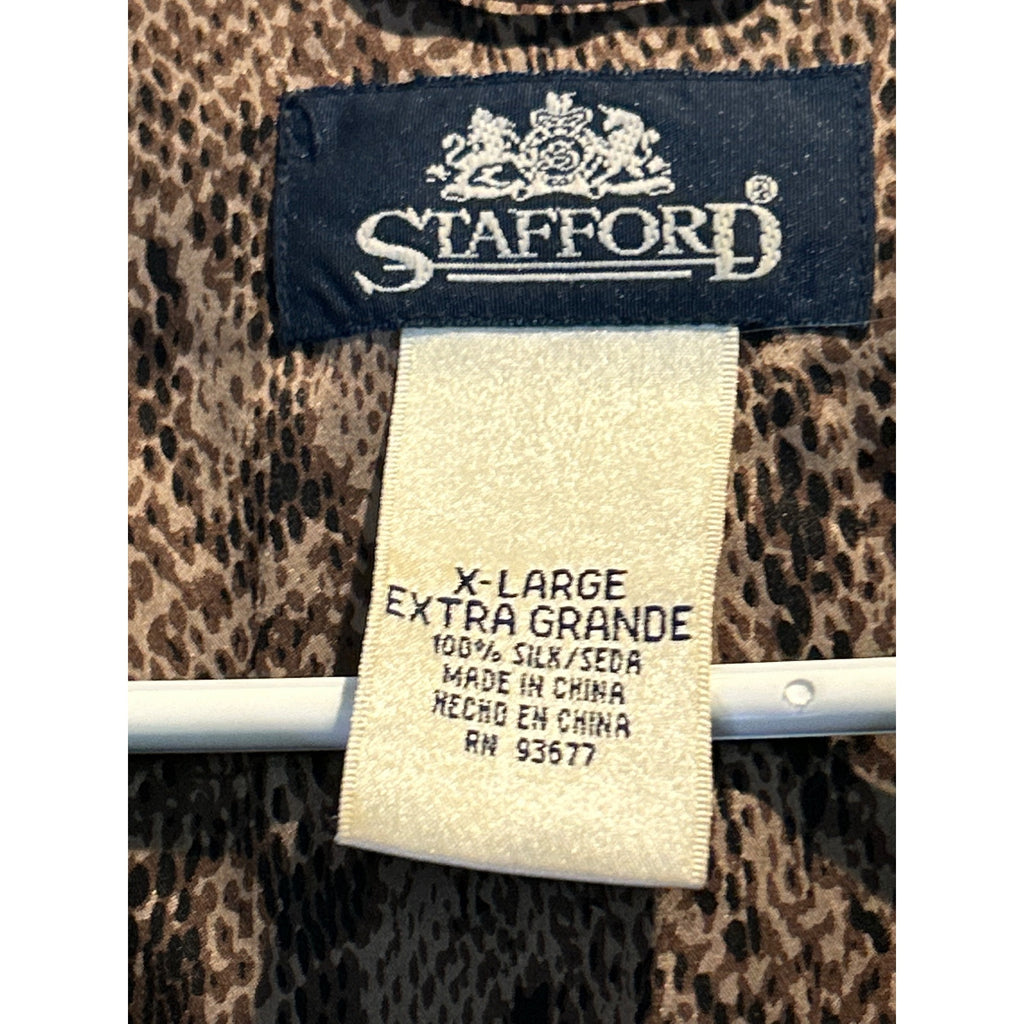 STAFFORD®
X-LARGE
EXTRA GRANDE
100% SILK/SEDA
MADE IN CHINA
HECHO EN CHINA
RN 93677